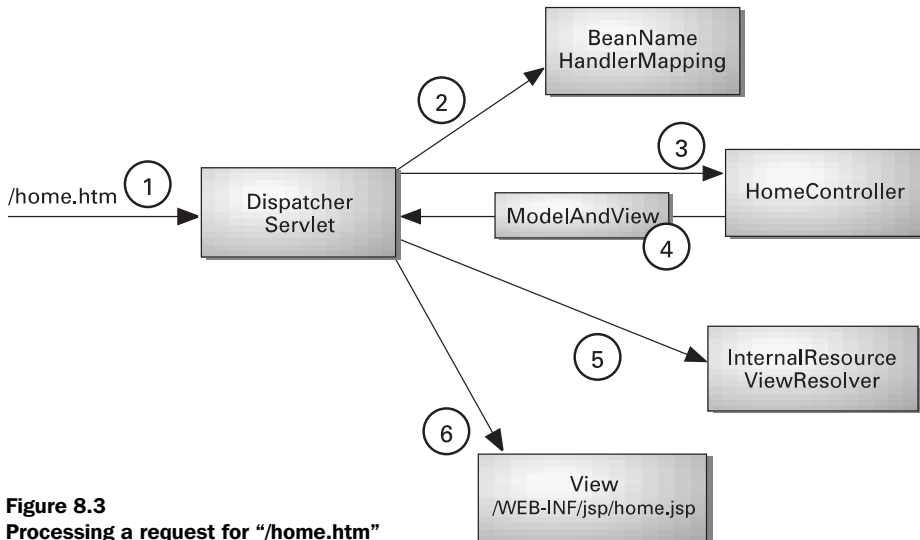 BeanName
HandlerMapping
2
3
/home.htm
1
Dispatcher
Servlet
ModelAndView
4
HomeController
5
InternalResource
ViewResolver
6
View
/WEB-INF/jsp/home.jsp
Figure 8.3
Processing a request for “/home.htm”